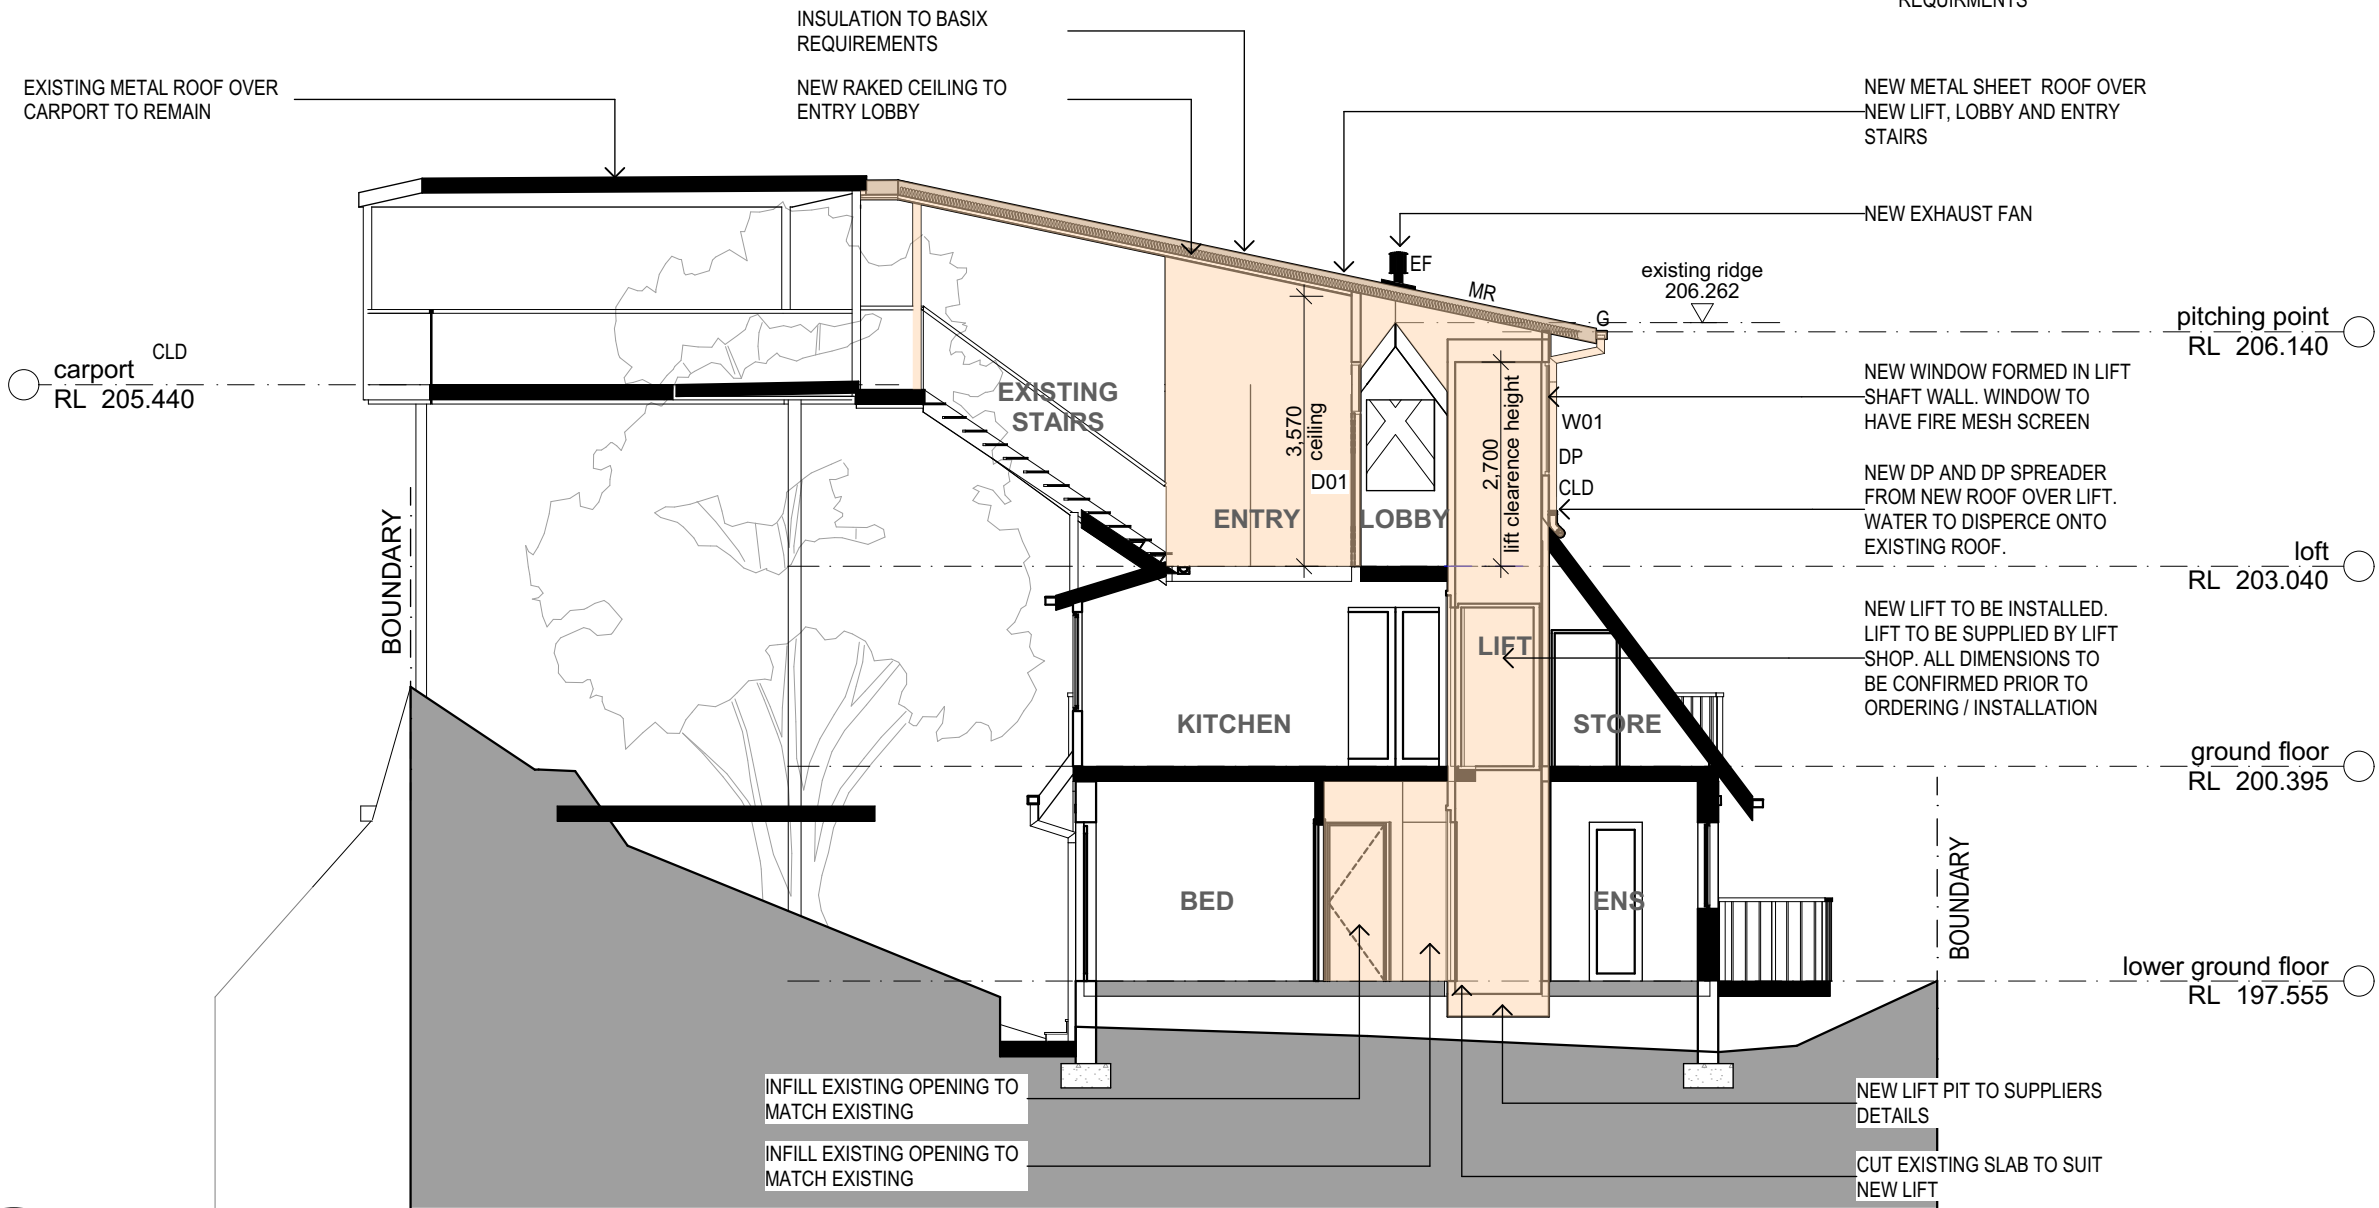 REQUIRMENTS
INSULATION TO BASIX
REQUIREMENTS
EXISTING METAL ROOF OVER
CARPORT TO REMAIN
NEW RAKED CEILING TO
ENTRY LOBBY
NEW METAL SHEET ROOF OVER
NEW LIFT, LOBBY AND ENTRY
STAIRS
NEW EXHAUST FAN
EF
MR
existing ridge
206.262
G
pitching point
RL 206.140
CLD
carport
RL 205.440
EXISTING
STAIRS
3,570
ceiling
D01
2,700
lift clearence height
NEW WINDOW FORMED IN LIFT
SHAFT WALL. WINDOW TO
HAVE FIRE MESH SCREEN
W01
DP
CLD
NEW DP AND DP SPREADER
FROM NEW ROOF OVER LIFT.
WATER TO DISPERCE ONTO
EXISTING ROOF.
ENTRY
LOBBY
BOUNDARY
loft
RL 203.040
NEW LIFT TO BE INSTALLED.
LIFT TO BE SUPPLIED BY LIFT
SHOP. ALL DIMENSIONS TO
BE CONFIRMED PRIOR TO
ORDERING / INSTALLATION
LIFT
KITCHEN
STORE
ground floor
RL 200.395
BED
ENS
BOUNDARY
lower ground floor
RL 197.555
INFILL EXISTING OPENING TO
MATCH EXISTING
NEW LIFT PIT TO SUPPLIERS
DETAILS
INFILL EXISTING OPENING TO
MATCH EXISTING
CUT EXISTING SLAB TO SUIT
NEW LIFT